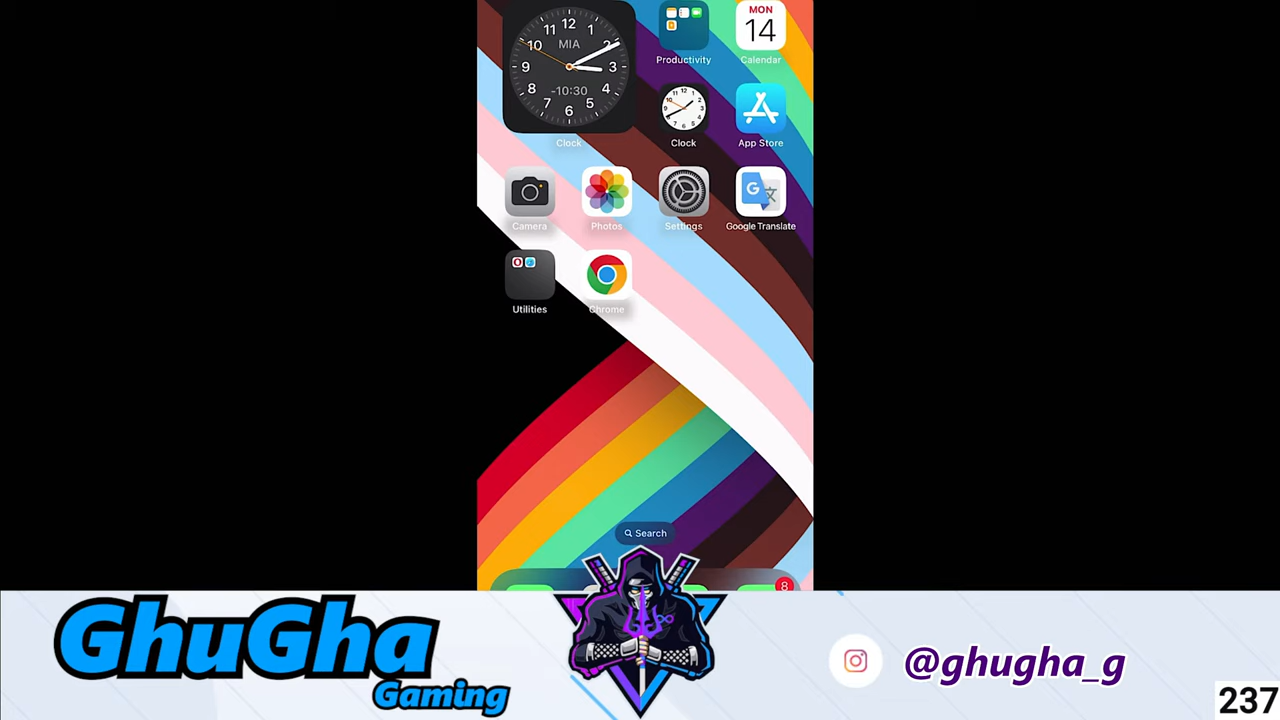 12
11
1
10
MIA
2
9
3
8
-10:30
4
7
5
6
Clock
Productivity
MON
14
Calendar
Clock
App Store
Camera
Photos
Settings
G
Google Translate
Utilities
Chrome
Search
8
GhuGha
Gaming
@ghugha_g
237